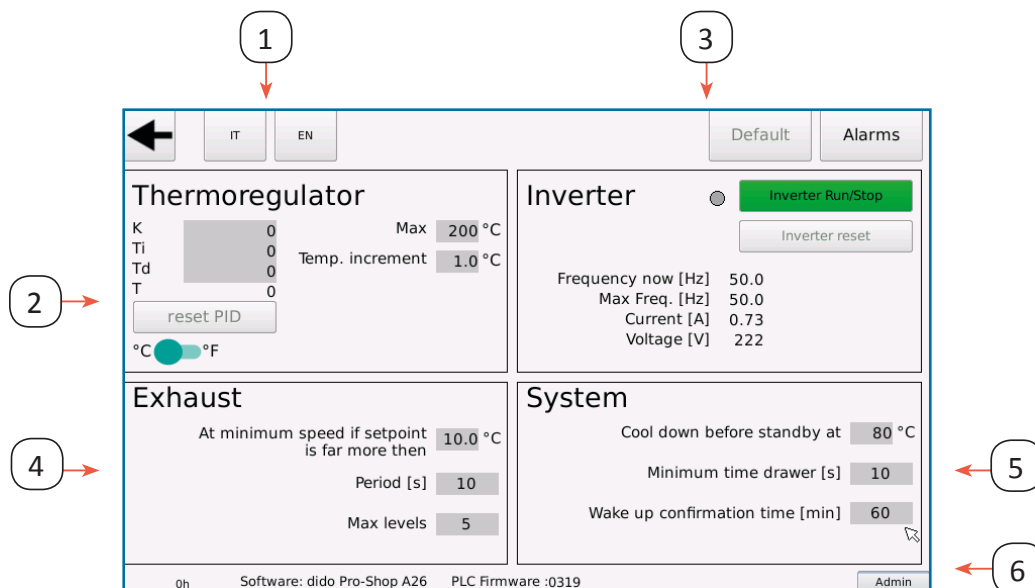 1
3
IT EN Default Alarms
Thermoregulator
K 0
Ti 0
Td 0
T 0
Max 200 °C
Temp. increment 1.0 °C
reset PID
°C °F
2
Inverter
Inverter Run/Stop
Inverter reset
Frequency now [Hz] 50.0
Max Freq. [Hz] 50.0
Current [A] 0.73
Voltage [V] 222
Exhaust
At minimum speed if setpoint
is far more then 10.0 °C
Period [s] 10
Max levels 5
4
System
Cool down before standby at 80 °C
Minimum time drawer [s] 10
Wake up confirmation time [min] 60
5
0h Software: dido Pro-Shop A26 PLC Firmware :0319 Admin
6